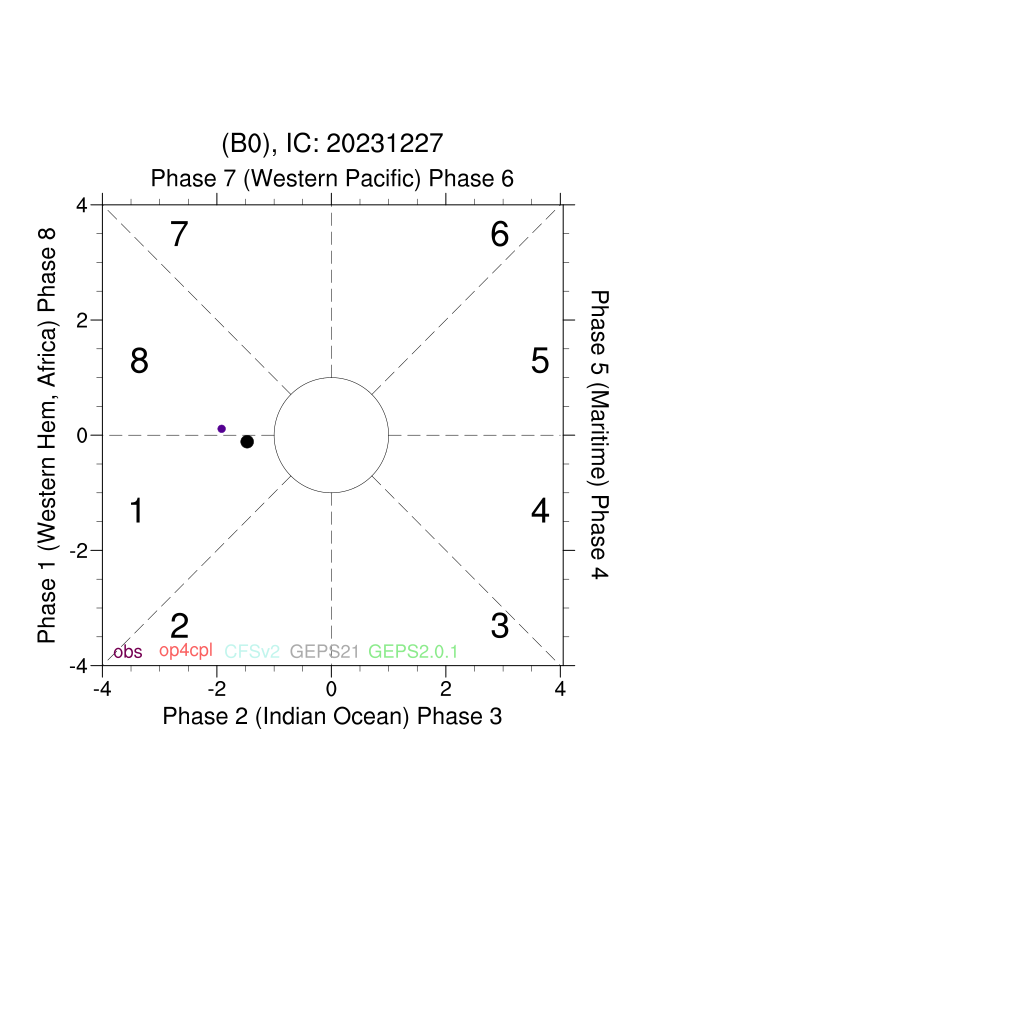 (B0), IC: 20231227
Phase 7 (Western Pacific) Phase 6
Phase 1 (Western Hem, Africa) Phase 8
Phase 5 (Maritime) Phase 4
4
2
0
-2
-4
7
6
8
5
1
4
2
3
obs op4cpl CFSv2 GEPS21 GEPS2.0.1
-4 -2 0 2 4
Phase 2 (Indian Ocean) Phase 3